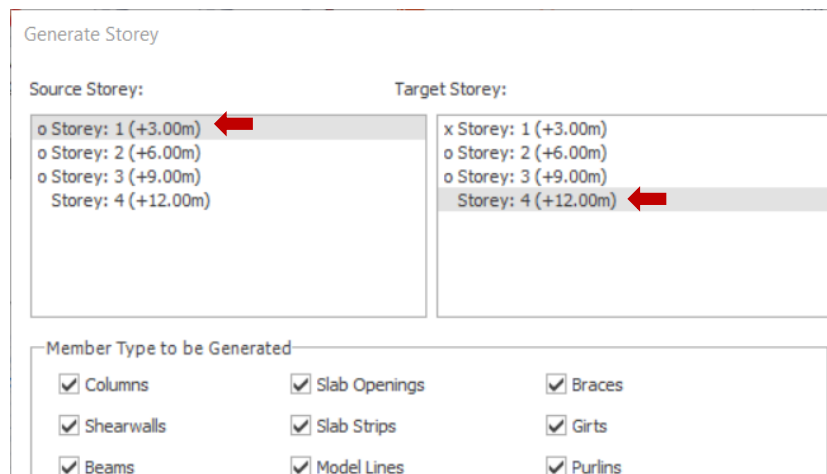 Generate Storey
Source Storey: Target Storey:
o Storey: 1 (+3.00m) x Storey: 1 (+3.00m)
o Storey: 2 (+6.00m) o Storey: 2 (+6.00m)
o Storey: 3 (+9.00m) o Storey: 3 (+9.00m)
Storey: 4 (+12.00m) Storey: 4 (+12.00m)
Member Type to be Generated
Columns Slab Openings Braces
Shearwalls Slab Strips Girts
Beams Model Lines Purlins